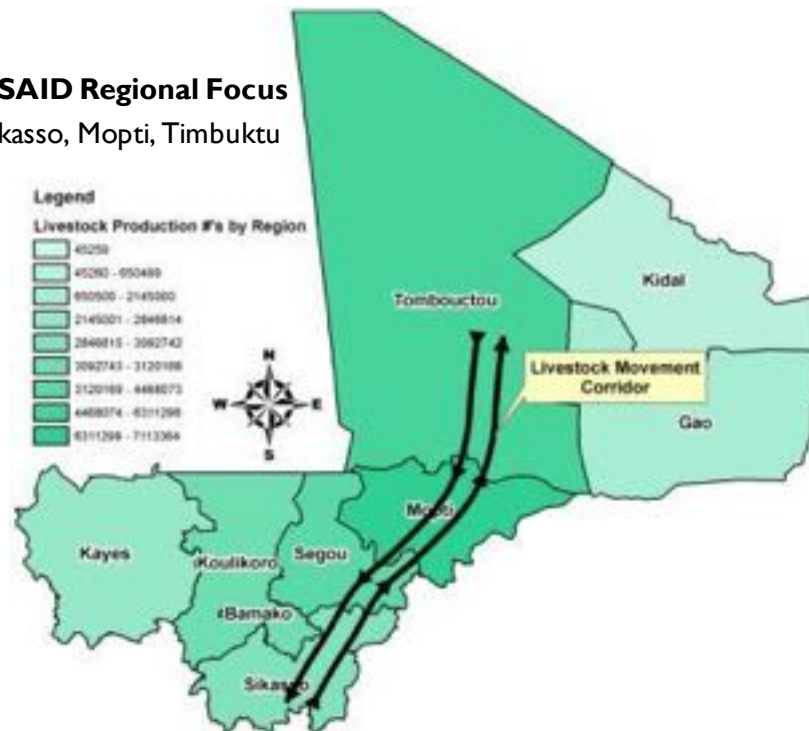 SAID Regional Focus
kasso, Mopti, Timbuktu
Legend
Livestock Production #'s by Region
45259
45260 - 650499
650500 - 2145000
2145001 - 2846814
2846815 - 3092742
3092743 - 3120168
3120169 - 4468073
4468074 - 6311298
6311299 - 7113364
N
W E
S
Tombouctou
Kidal
Livestock Movement
Corridor
Gao
Mopti
Kayes
Koulikoro
Segou
Bamako
Sikasso